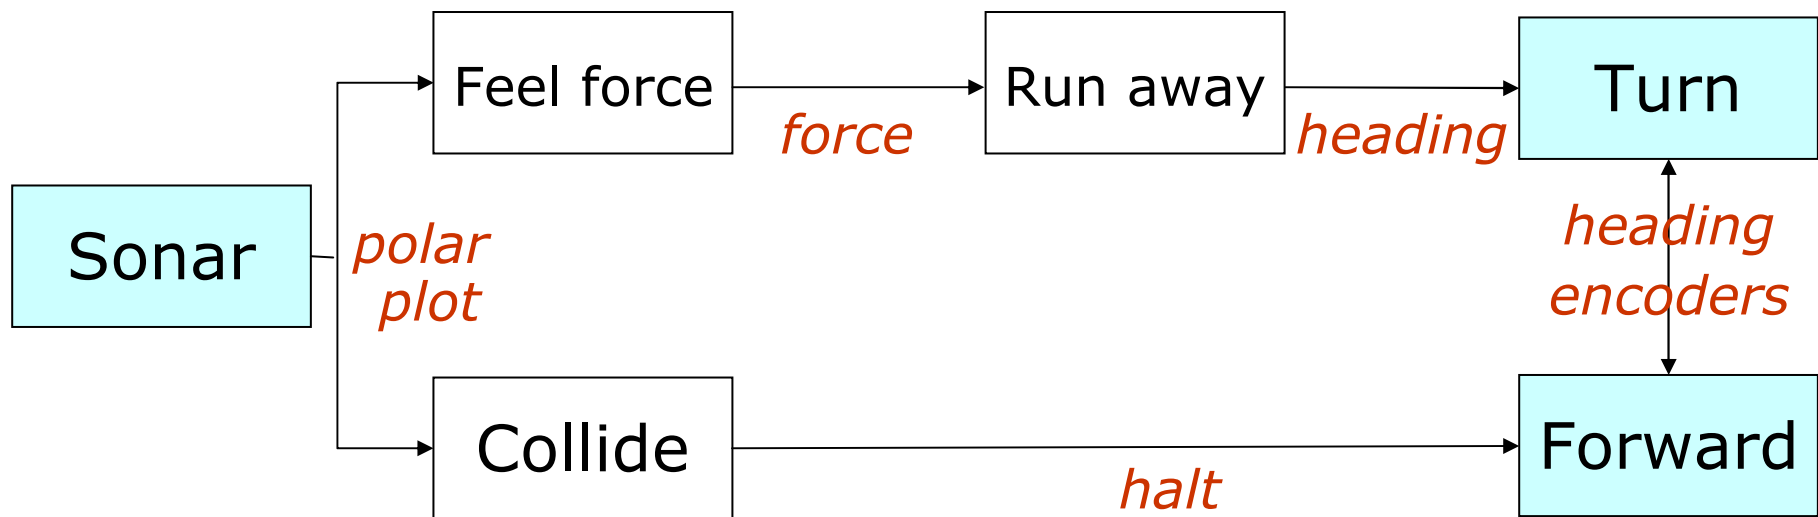 Feel force
Run away
Turn
force
heading
Sonar
polar
plot
heading
encoders
Collide
Forward
halt